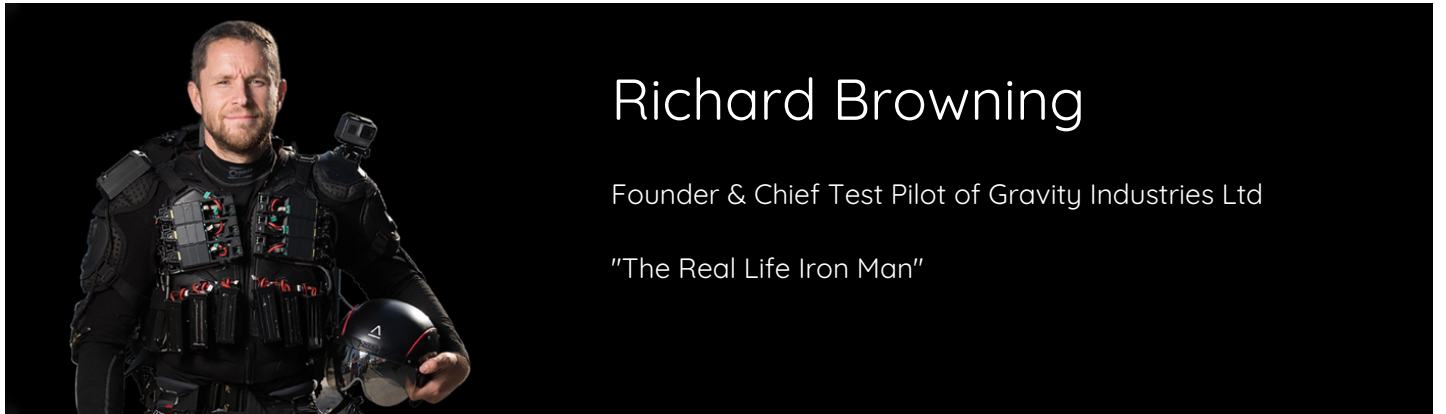 Richard Browning
Founder & Chief Test Pilot of Gravity Industries Ltd
"The Real Life Iron Man"